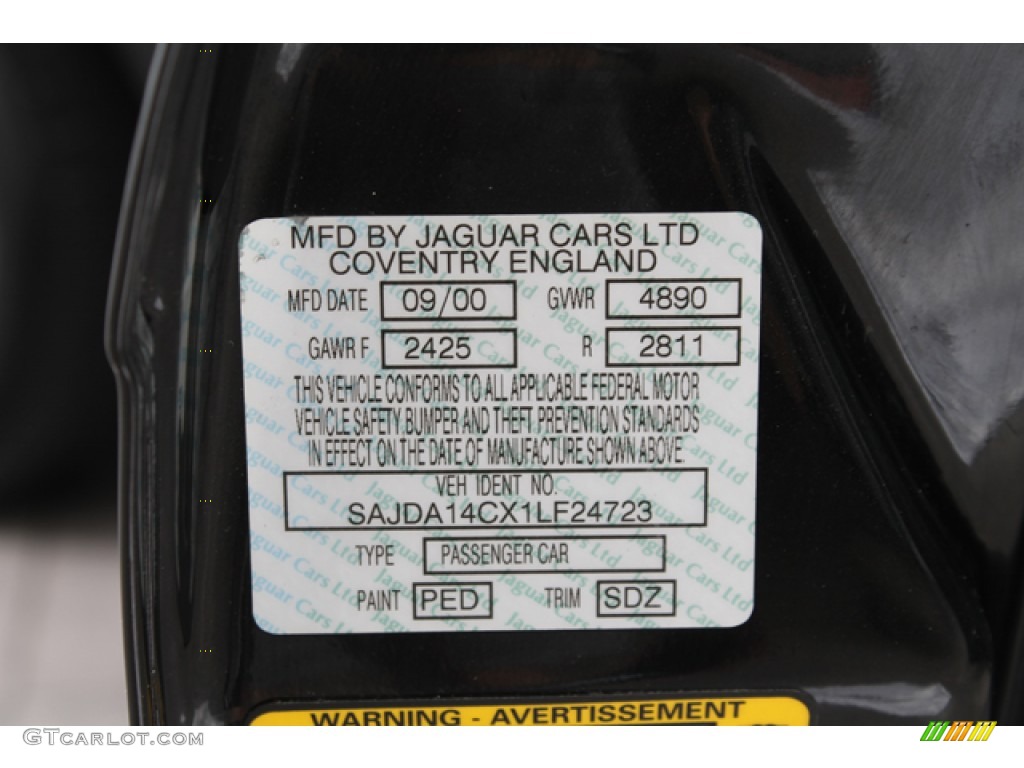 MFD BY JAGUAR CARS LTD
COVENTRY ENGLAND
MFD DATE 09/00 GVWR 4890
GAWR F 2425 R 2811
THIS VEHICLE CONFORMS TO ALL APPLICABLE FEDERAL MOTOR
VEHICLE SAFETY BUMPER AND THEFT PREVENTION STANDARDS
IN EFFECT ON THE DATE OF MANUFACTURE SHOWN ABOVE
VEH IDENT NO.
SAJDA14CX1LF24723
TYPE PASSENGER CAR
PAINT PED TRIM SDZ
WARNING - AVERTISSEMENT
GTcarlot.com